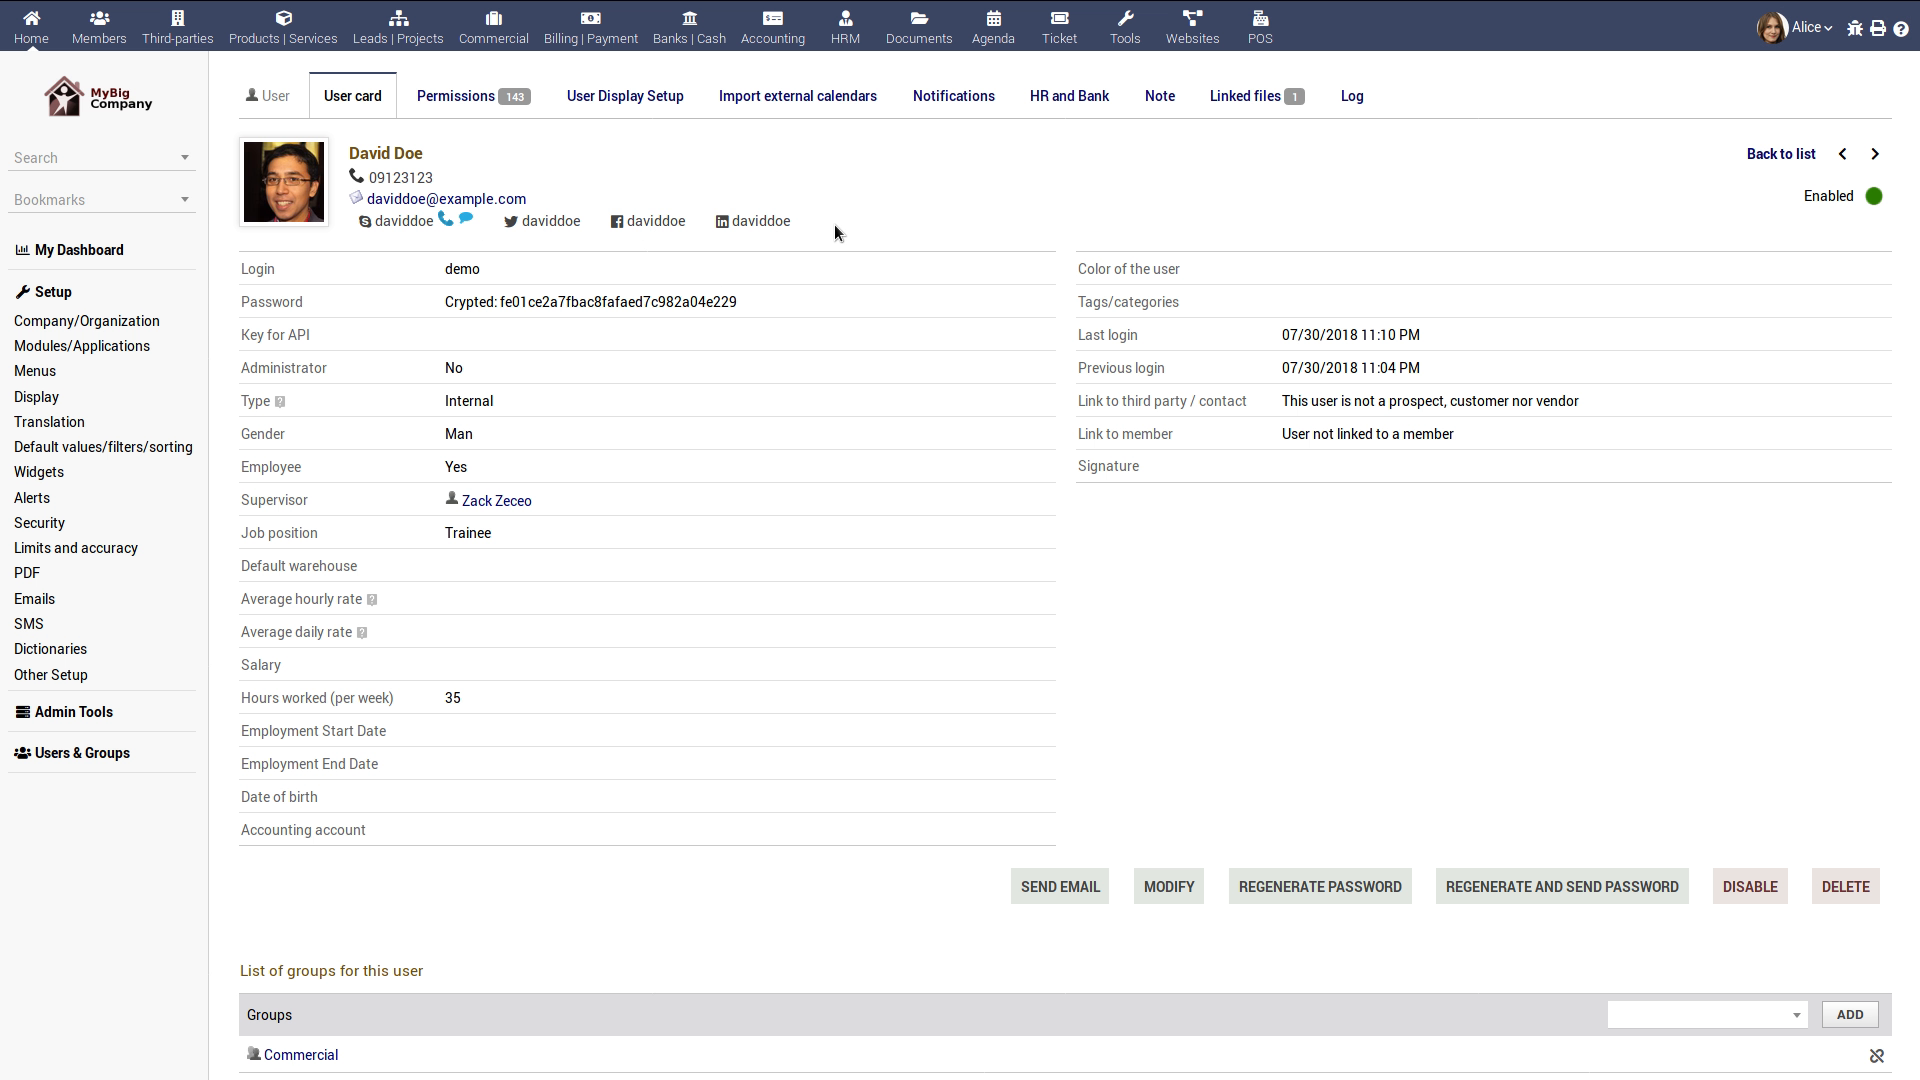 Home Members Third-parties Products | Services Leads | Projects Commercial Billing | Payment Banks | Cash Accounting HRM Documents Agenda Ticket Tools Websites POS Alice
MyBig
Company
Search
Bookmarks
My Dashboard
Setup
Company/Organization
Modules/Applications
Menus
Display
Translation
Default values/filters/sorting
Widgets
Alerts
Security
Limits and accuracy
PDF
Emails
SMS
Dictionaries
Other Setup
Admin Tools
Users & Groups
User User card Permissions 143 User Display Setup Import external calendars Notifications HR and Bank Note Linked files 1 Log
David Doe
09123123
daviddoe@example.com
daviddoe daviddoe daviddoe daviddoe
Back to list
Enabled
Login demo
Password Crypted: fe01ce2a7fbac8fafaed7c982a04e229
Key for API
Administrator No
Type ? Internal
Gender Man
Employee Yes
Supervisor Zack Zeceo
Job position Trainee
Default warehouse
Average hourly rate ?
Average daily rate ?
Salary
Hours worked (per week) 35
Employment Start Date
Employment End Date
Date of birth
Accounting account
Color of the user
Tags/categories
Last login 07/30/2018 11:10 PM
Previous login 07/30/2018 11:04 PM
Link to third party / contact This user is not a prospect, customer nor vendor
Link to member User not linked to a member
Signature
SEND EMAIL MODIFY REGENERATE PASSWORD REGENERATE AND SEND PASSWORD DISABLE DELETE
List of groups for this user
Groups ADD
Commercial